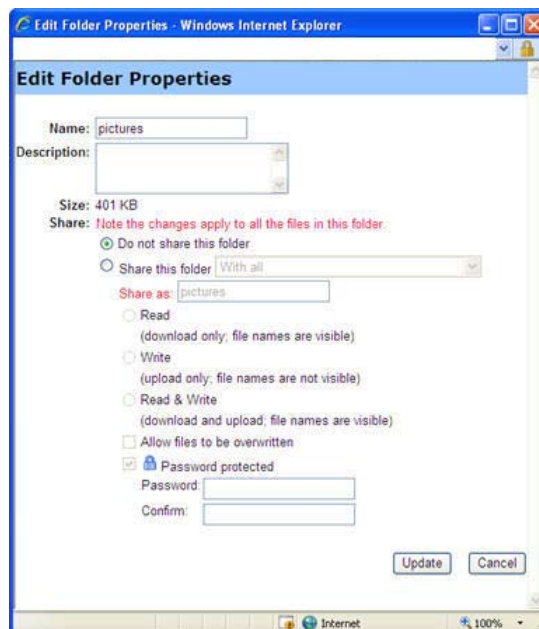 Edit Folder Properties - Windows Internet Explorer
Edit Folder Properties
Name: pictures
Description:
Size: 401 KB
Share: Note the changes apply to all the files in this folder.
Do not share this folder
Share this folder With all
Share as: pictures
Read
(download only; file names are visible)
Write
(upload only; file names are not visible)
Read & Write
(download and upload; file names are visible)
Allow files to be overwritten
Password protected
Password:
Confirm:
Update Cancel
Internet 100%